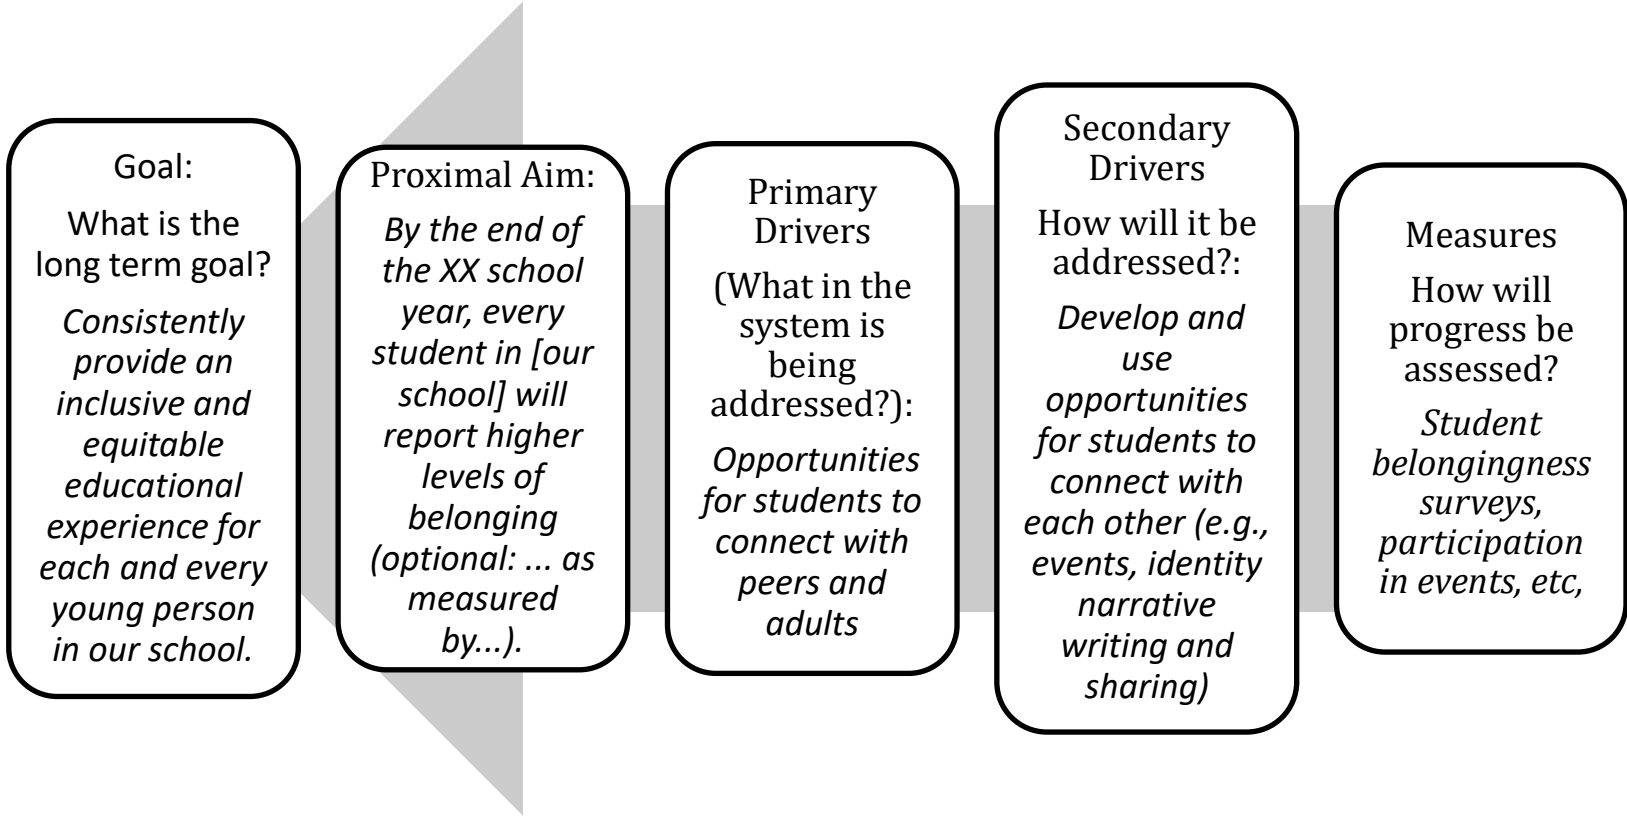 Goal:
What is the
long term goal?
Consistently
provide an
inclusive and
equitable
educational
experience for
each and every
young person
in our school.
Proximal Aim:
By the end of
the XX school
year, every
student in [our
school] will
report higher
levels of
belonging
(optional: ... as
measured
by...).
Primary
Drivers
(What in the
system is
being
addressed?):
Opportunities
for students to
connect with
peers and
adults
Secondary
Drivers
How will it be
addressed?:
Develop and
use
opportunities
for students to
connect with
each other (e.g.,
events, identity
narrative
writing and
sharing)
Measures
How will
progress be
assessed?
Student
belongingness
surveys,
participation
in events, etc,